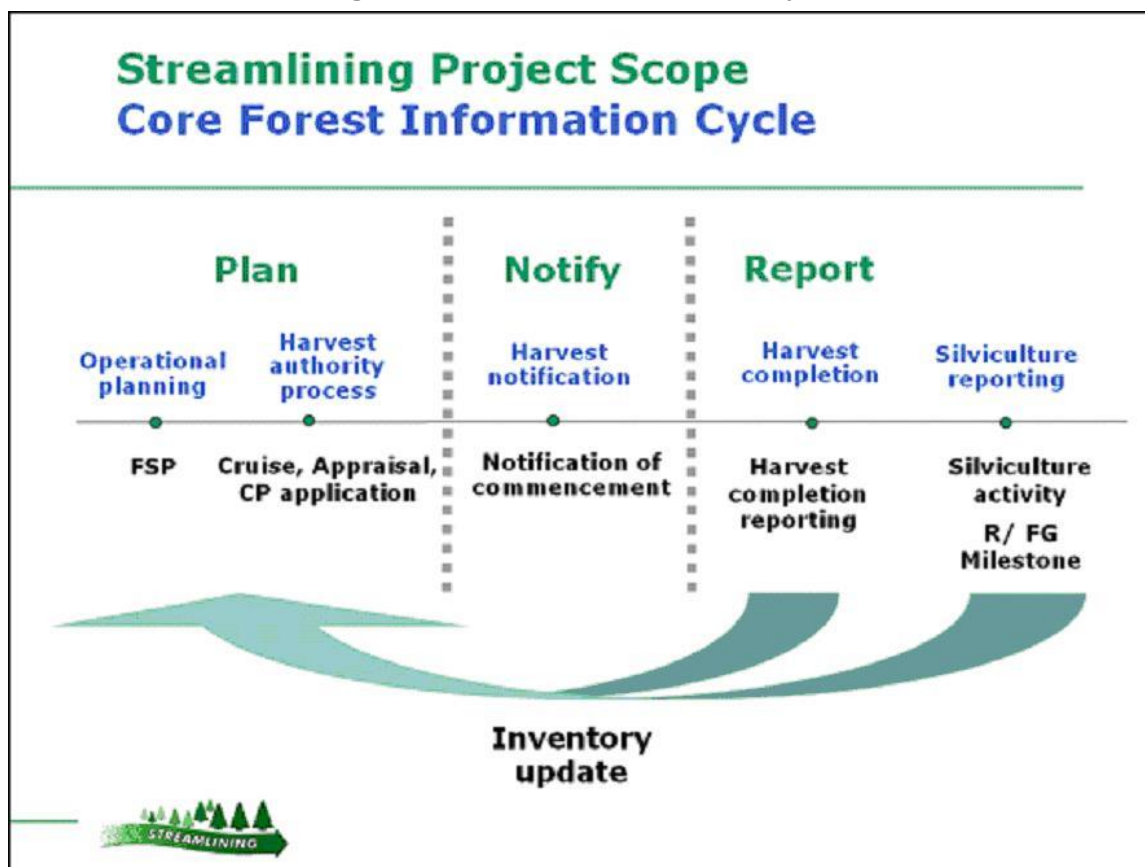 Streamlining Project Scope
Core Forest Information Cycle
Plan
Notify
Report
Operational
planning
Harvest
authority
process
Harvest
notification
Harvest
completion
Silviculture
reporting
FSP
Cruise, Appraisal,
CP application
Notification of
commencement
Harvest
completion
reporting
Silviculture
activity
R/ FG
Milestone
Inventory
update
STREAMLINING